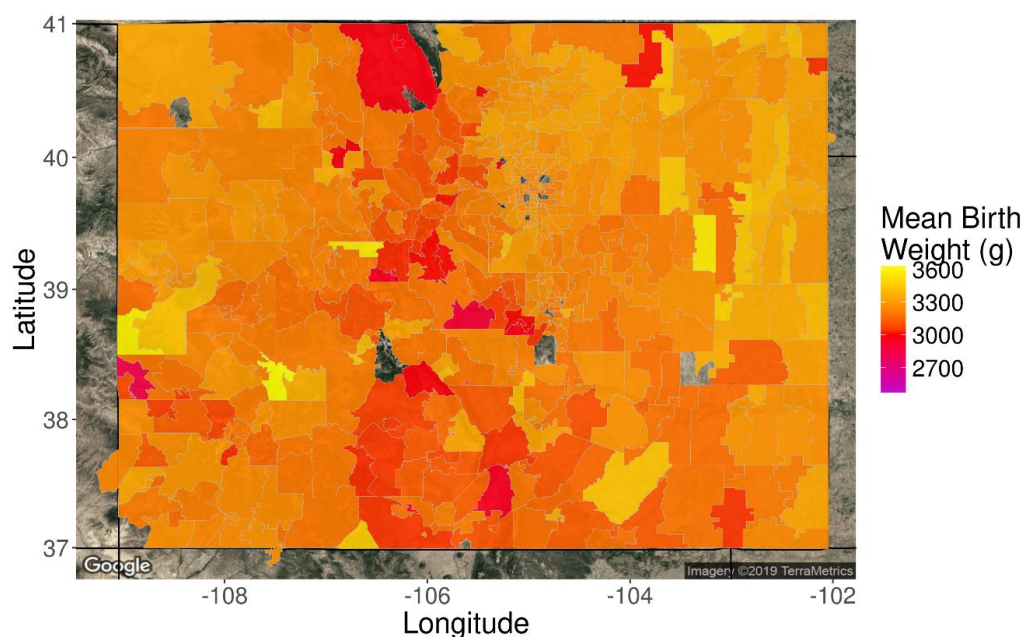 41
40
39
38
37
Latitude
-108
-106
-104
-102
Longitude
Mean Birth
Weight (g)
3600
3300
3000
2700
Google
Imagery ©2019 TerraMetrics